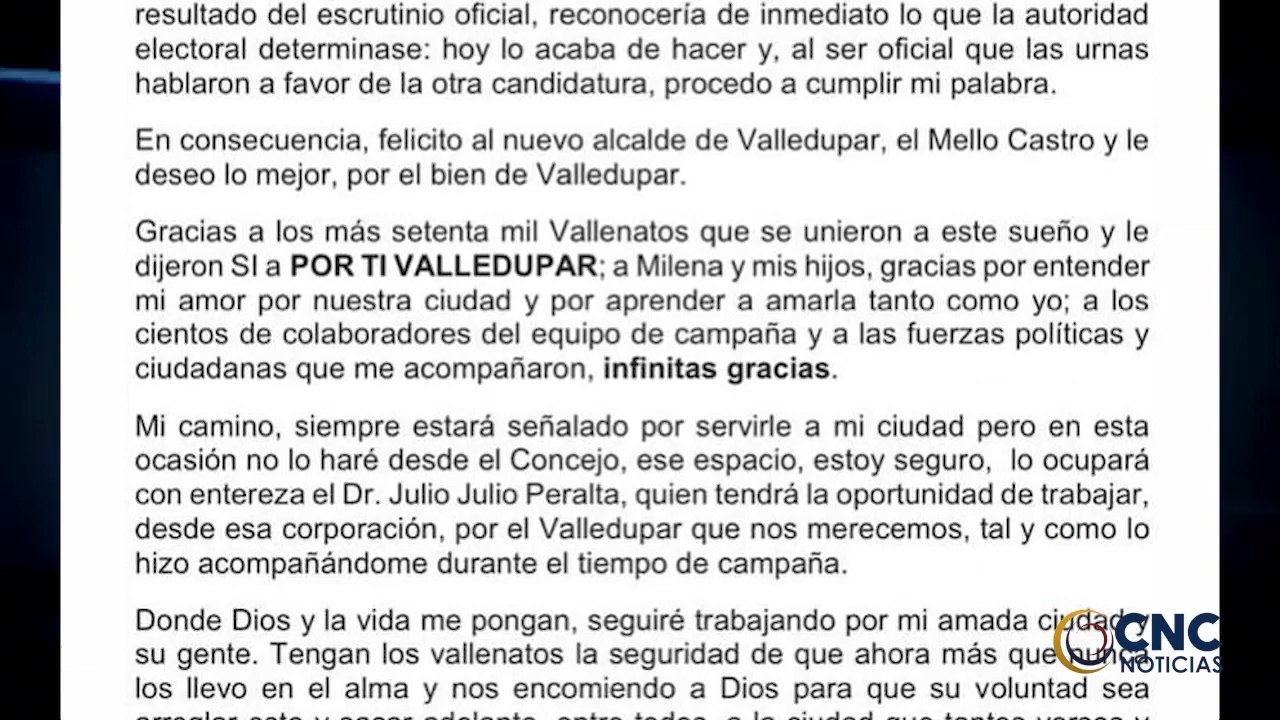 resultado del escrutinio oficial, reconocería de inmediato lo que la autoridad
electoral determinase: hoy lo acaba de hacer y, al ser oficial que las urnas
hablaron a favor de la otra candidatura, procedo a cumplir mi palabra.
En consecuencia, felicito al nuevo alcalde de Valledupar, el Mello Castro y le
deseo lo mejor, por el bien de Valledupar.
Gracias a los más setenta mil Vallenatos que se unieron a este sueño y le
dijeron SI a POR TI VALLEDUPAR; a Milena y mis hijos, gracias por entender
mi amor por nuestra ciudad y por aprender a amarla tanto como yo; a los
cientos de colaboradores del equipo de campaña y a las fuerzas políticas y
ciudadanas que me acompañaron, infinitas gracias.
Mi camino, siempre estará señalado por servirle a mi ciudad pero en esta
ocasión no lo haré desde el Concejo, ese espacio, estoy seguro, lo ocupará
con entereza el Dr. Julio Julio Peralta, quien tendrá la oportunidad de trabajar,
desde esa corporación, por el Valledupar que nos merecemos, tal y como lo
hizo acompañándome durante el tiempo de campaña.
Donde Dios y la vida me pongan, seguiré trabajando por mi amada ciudad y
su gente. Tengan los vallenatos la seguridad de que ahora más que nunca
los llevo en el alma y nos encomiendo a Dios para que su voluntad sea
CNC
NOTICIAS